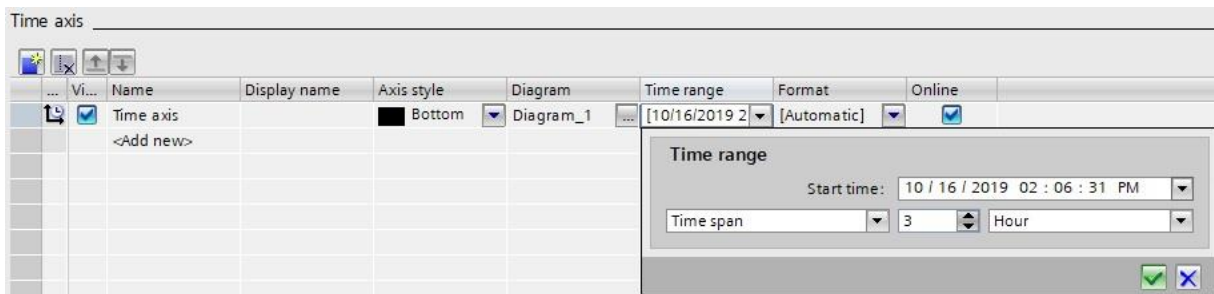 Time axis
... Vi... Name Display name Axis style Diagram Time range Format Online
Time axis Bottom Diagram_1 ... [10/16/2019 2 [Automatic]
<Add new>
Time range
Start time: 10 / 16 / 2019 02 : 06 : 31 PM
Time span 3 Hour